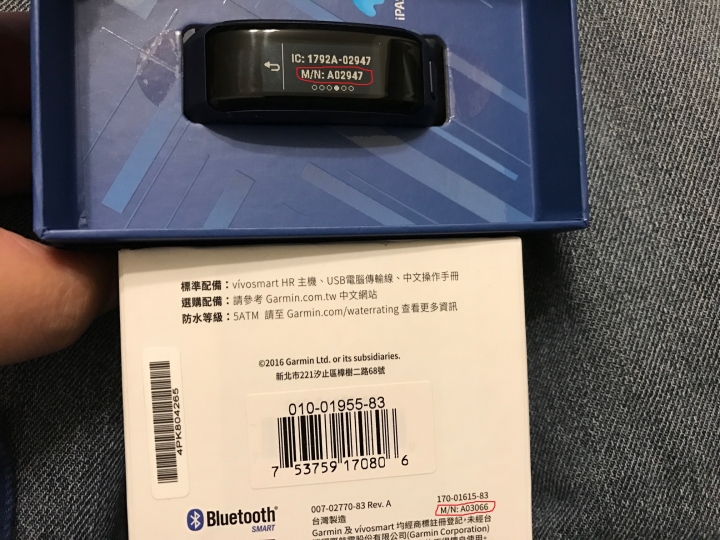 iPA
IC: 1792A-02947
M/N: A02947
標準配備：vívosmart HR 主機、USB電腦傳輸線、中文操作手冊
選購配備：請參考 Garmin.com.tw 中文網站
防水等級：5ATM 請至 Garmin.com/waterrating 查看更多資訊
©2016 Garmin Ltd. or its subsidiaries.
新北市221汐止區樟樹二路68號
4PK804265
010-01955-83
7 53759 17080 6
Bluetooth®
SMART
007-02770-83 Rev. A
台灣製造
170-01615-83
M/N: A03066
Garmin 及 vívosmart 均經商標註冊登記，未經台
(Garmin Corporation)